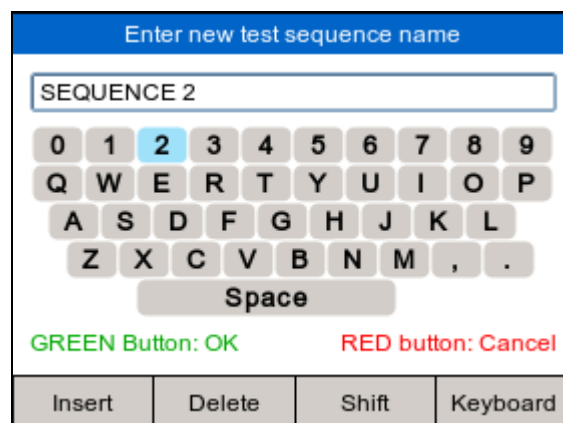 Enter new test sequence name
SEQUENCE 2
0 1 2 3 4 5 6 7 8 9
Q W E R T Y U I O P
A S D F G H J K L
Z X C V B N M , .
Space
GREEN Button: OK RED button: Cancel
Insert Delete Shift Keyboard